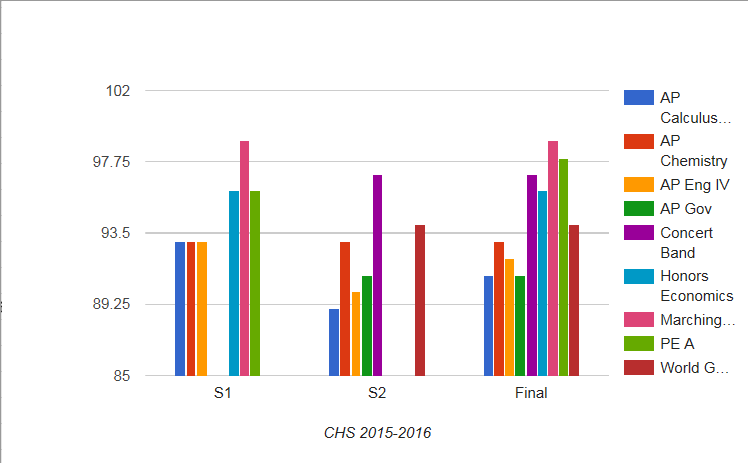 102
97.75
93.5
89.25
85
S1
S2
Final
CHS 2015-2016
AP
Calculus...
AP
Chemistry
AP Eng IV
AP Gov
Concert
Band
Honors
Economics
Marching...
PE A
World G...